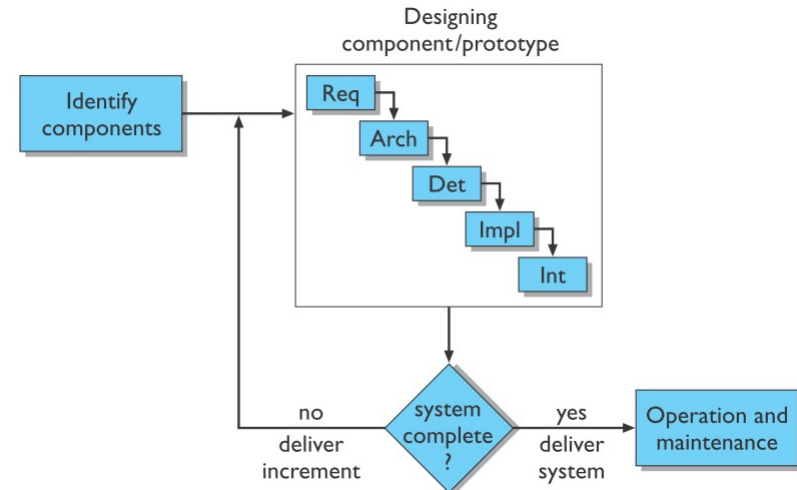 Designing
component/prototype
Identify
components
Req
Arch
Det
Impl
Int
system
complete
?
no
deliver
increment
yes
deliver
system
Operation and
maintenance